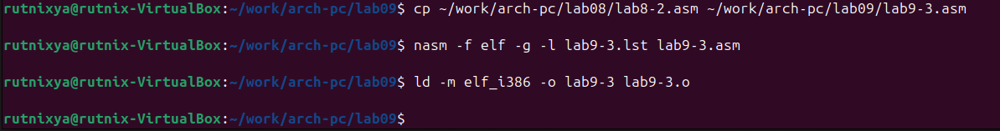 rutnixya@rutnix-VirtualBox:~/work/arch-pc/lab09$ cp ~/work/arch-pc/lab08/lab8-2.asm ~/work/arch-pc/lab09/lab9-3.asm
rutnixya@rutnix-VirtualBox:~/work/arch-pc/lab09$ nasm -f elf -g -l lab9-3.lst lab9-3.asm
rutnixya@rutnix-VirtualBox:~/work/arch-pc/lab09$ ld -m elf_i386 -o lab9-3 lab9-3.o
rutnixya@rutnix-VirtualBox:~/work/arch-pc/lab09$